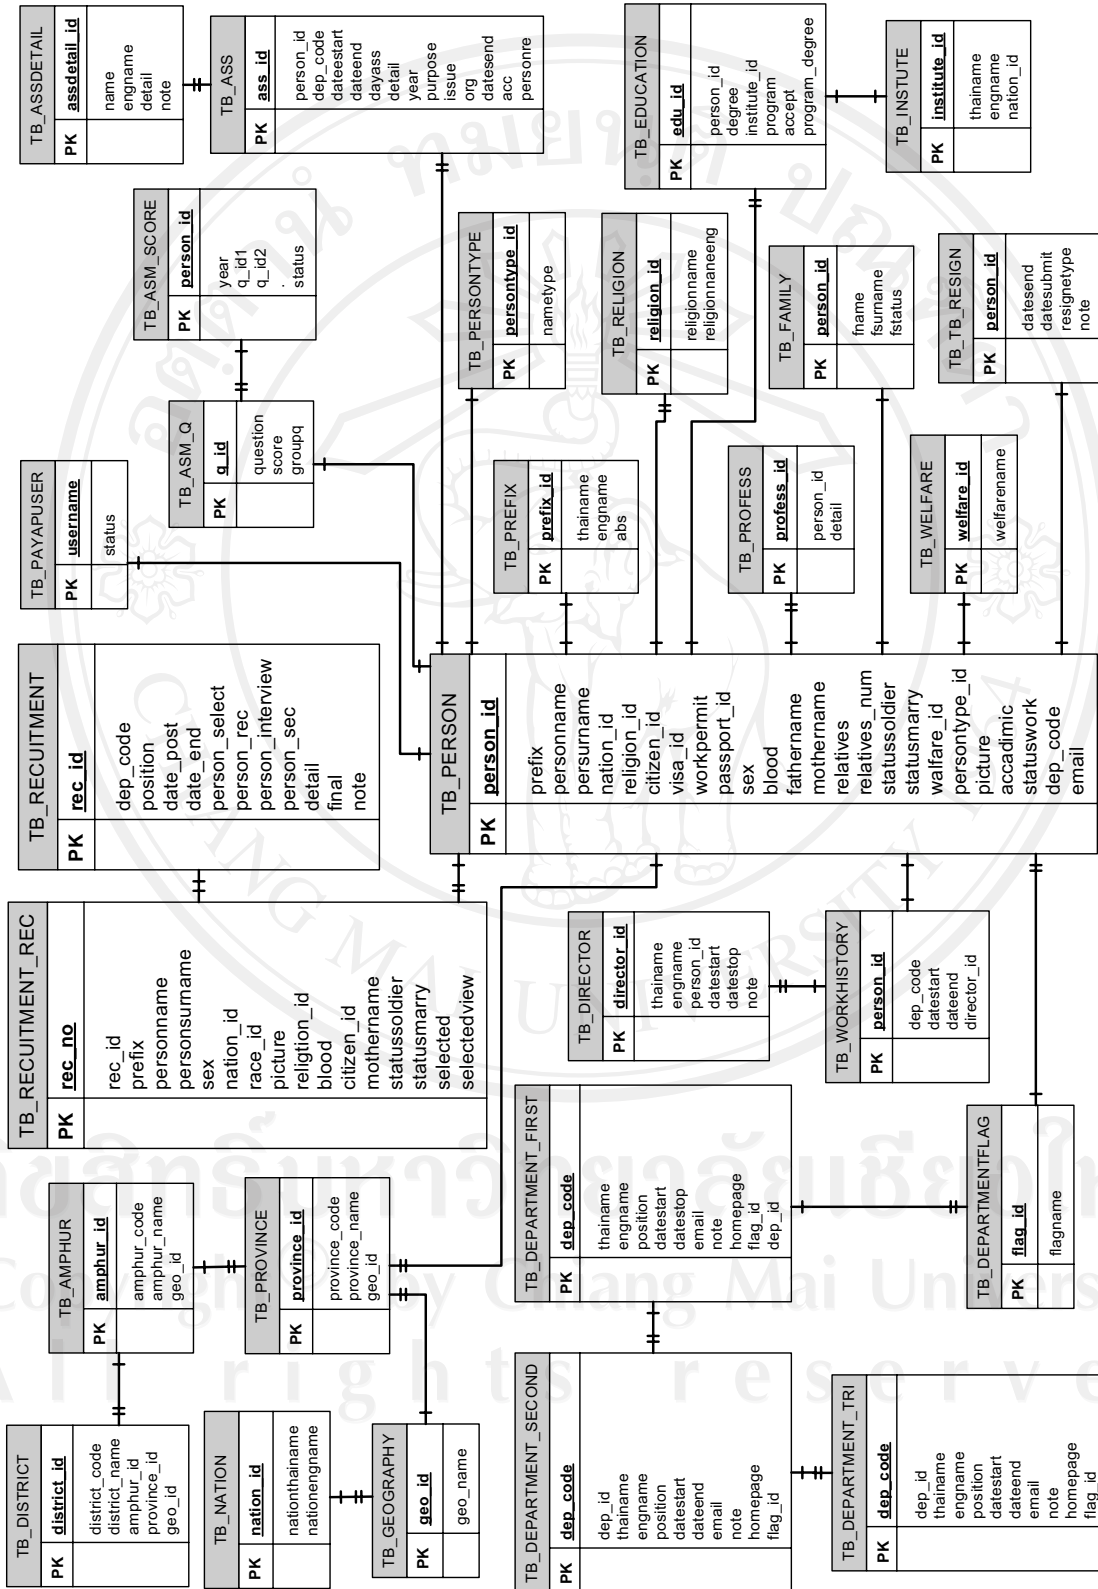 TB_DISTRICT
PK district_id
district_code
district_name
amphur_id
province_id
geo_id
TB_AMPHUR
PK amphur_id
amphur_code
amphur_name
geo_id
TB_RECUITMENT_REC
PK rec_no
rec_id
prefix
personname
personsurname
sex
nation_id
race_id
picture
religtion_id
blood
citizen_id
mothername
statussoldier
statusmarry
selected
selectedview
TB_RECUITMENT
PK rec_id
dep_code
position
date_post
date_end
person_select
person_rec
person_interview
person_sec
detail
final
note
TB_PAYAPUSER
PK username
status
TB_ASSDETAIL
PK assdetail_id
name
engname
detail
note
TB_NATION
PK nation_id
nationthainame
nationengname
TB_PROVINCE
PK province_id
province_code
province_name
geo_id
TB_ASM_Q
PK q_id
question
score
groupq
TB_ASM_SCORE
PK person_id
year
q_id1
q_id2
.
status
TB_ASS
PK ass_id
person_id
dep_code
dateestart
dateend
dayass
detail
year
purpose
issue
org
datesend
acc
personre
TB_GEOGRAPHY
PK geo_id
geo_name
TB_PERSON
PK person_id
prefix
personname
persurname
nation_id
religion_id
citizen_id
visa_id
workpermit
passport_id
sex
blood
fathername
mothername
relatives
relatives_num
statussoldier
statusmarry
walfare_id
persontype_id
picture
accadimic
statuswork
dep_code
email
TB_PERSONTYPE
PK persontype_id
nametype
TB_PREFIX
PK prefix_id
thainame
engname
abs
TB_RELIGION
PK religion_id
religionname
religionnaneeng
TB_EDUCATION
PK edu_id
person_id
degree
institute_id
program
accept
program_degree
TB_DEPARTMENT_SECOND
PK dep_code
dep_id
thainame
engname
position
datestart
dateend
email
note
homepage
flag_id
TB_DEPARTMENT_FIRST
PK dep_code
thainame
engname
position
datestart
datestop
email
note
homepage
flag_id
dep_id
TB_DIRECTOR
PK director_id
thainame
engname
person_id
datestart
datestop
note
TB_PROFESS
PK profess_id
person_id
detail
TB_FAMILY
PK person_id
fname
fsurname
fstatus
TB_INSTUTE
PK institute_id
thainame
engname
nation_id
TB_DEPARTMENT_TRI
PK dep_code
dep_id
thainame
engname
position
datestart
dateend
email
note
homepage
flag_id
TB_DEPARTMENTFLAG
PK flag_id
flagname
TB_WORKHISTORY
PK person_id
dep_code
datestart
dateend
director_id
TB_WELFARE
PK welfare_id
welfarename
TB_TB_RESIGN
PK person_id
datesend
datesubmit
resignetype
note
CHIANG MAI UNIVERSITY
Copyright© by Chiang Mai Univers
All rights reserve